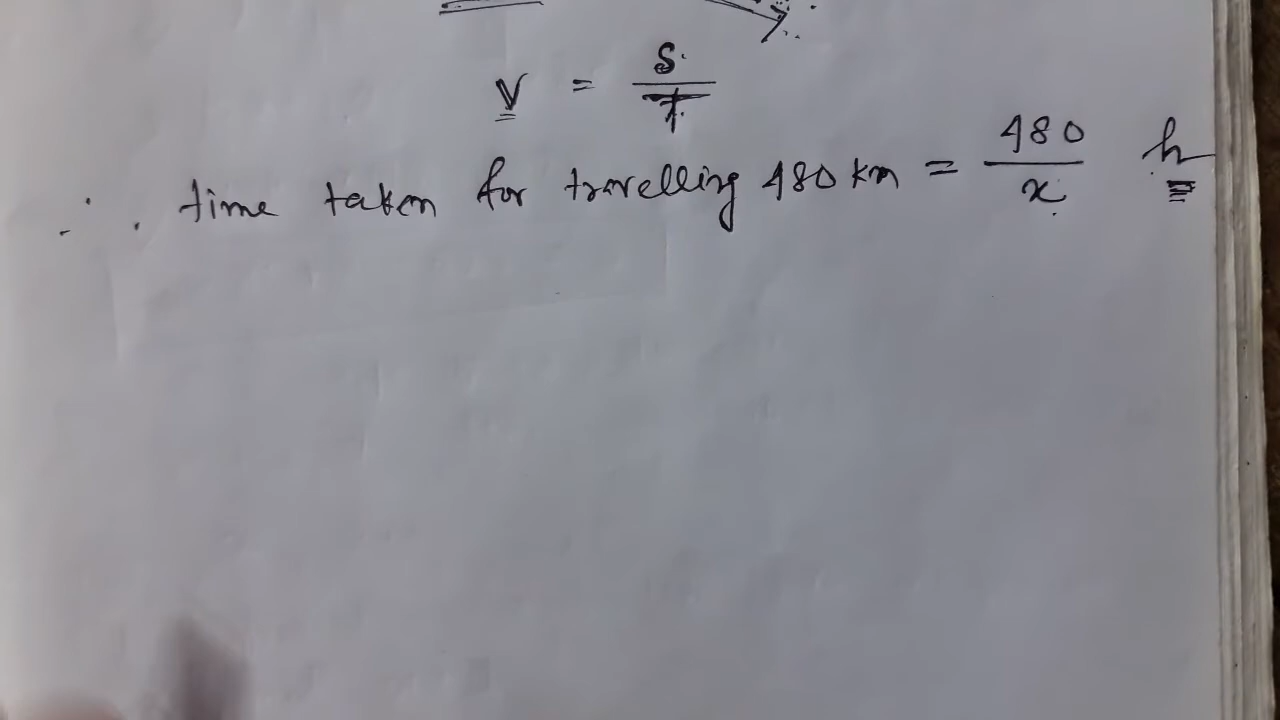 V = S/T
∴ time taken for travelling 480 km = 480/x h